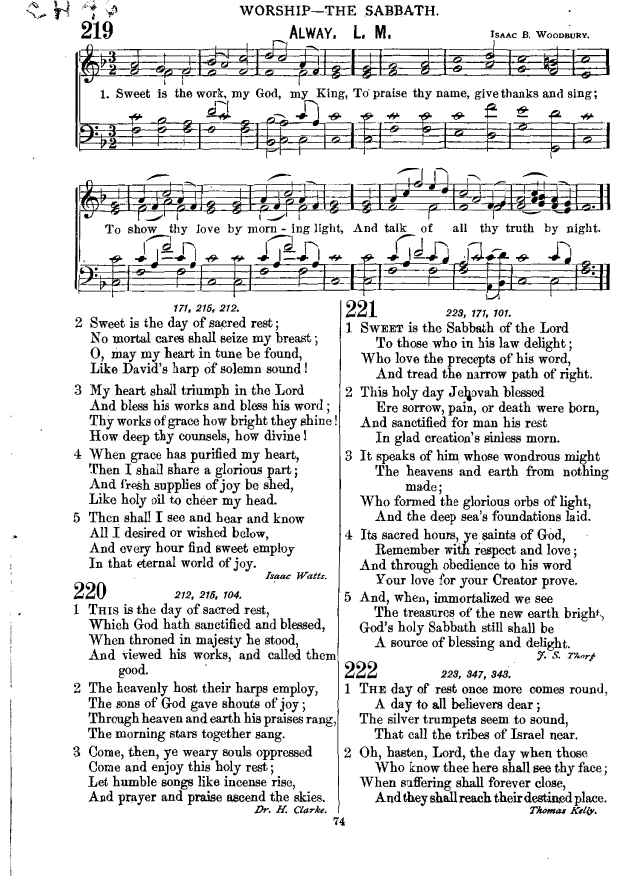 CH 76
WORSHIP—THE SABBATH.
219
ALWAY. L. M.
ISAAC B. WOODBURY.
1. Sweet is the work, my God, my King, To praise thy name, give thanks and sing;
To show thy love by morn - ing light, And talk of all thy truth by night.
171, 215, 212.
2 Sweet is the day of sacred rest;
No mortal cares shall seize my breast;
O, may my heart in tune be found,
Like David's harp of solemn sound!
3 My heart shall triumph in the Lord
And bless his works and bless his word;
Thy works of grace how bright they shine!
How deep thy counsels, how divine!
4 When grace has purified my heart,
Then I shall share a glorious part;
And fresh supplies of joy be shed,
Like holy oil to cheer my head.
5 Then shall I see and hear and know
All I desired or wished below,
And every hour find sweet employ
In that eternal world of joy.
Isaac Watts.
220
212, 215, 104.
1 THIS is the day of sacred rest,
Which God hath sanctified and blessed,
When throned in majesty he stood,
And viewed his works, and called them
good.
2 The heavenly host their harps employ,
The sons of God gave shouts of joy;
Through heaven and earth his praises rang,
The morning stars together sang.
3 Come, then, ye weary souls oppressed
Come and enjoy this holy rest;
Let humble songs like incense rise,
And prayer and praise ascend the skies.
Dr. H. Clarke.
221
223, 171, 101.
1 SWEET is the Sabbath of the Lord
To those who in his law delight;
Who love the precepts of his word,
And tread the narrow path of right.
2 This holy day Jehovah blessed
Ere sorrow, pain, or death were born,
And sanctified for man his rest
In glad creation's sinless morn.
3 It speaks of him whose wondrous might
The heavens and earth from nothing
made;
Who formed the glorious orbs of light,
And the deep sea's foundations laid.
4 Its sacred hours, ye saints of God,
Remember with respect and love;
And through obedience to his word
Your love for your Creator prove.
5 And, when, immortalized we see
The treasures of the new earth bright,
God's holy Sabbath still shall be
A source of blessing and delight.
J. S. Thorp
222
223, 347, 343.
1 THE day of rest once more comes round,
A day to all believers dear;
The silver trumpets seem to sound,
That call the tribes of Israel near.
2 Oh, hasten, Lord, the day when those
Who know thee here shall see thy face;
When suffering shall forever close,
And they shall reach their destined place.
Thomas Kelly.
74